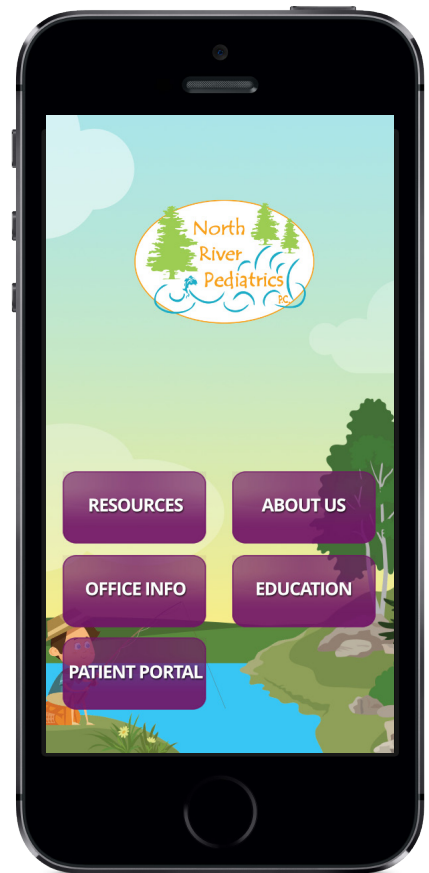 North
River
Pediatrics
P.C.
RESOURCES
ABOUT US
OFFICE INFO
EDUCATION
PATIENT PORTAL